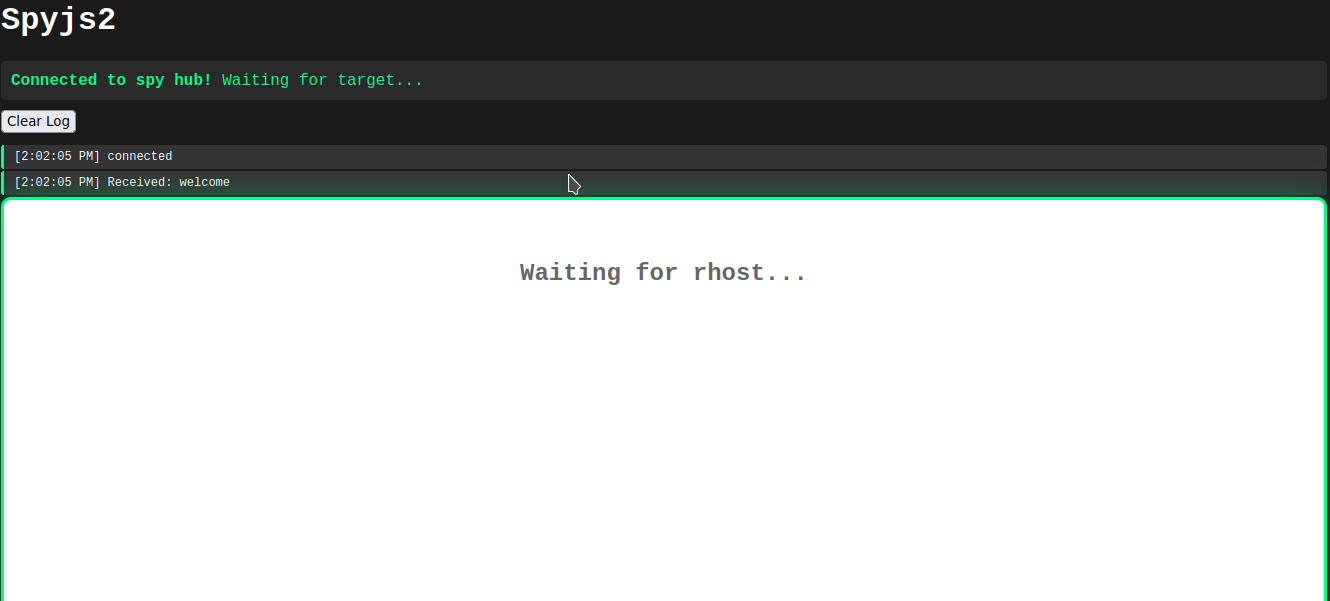 Spyjs2
Connected to spy hub! Waiting for target...
Clear Log
[2:02:05 PM] connected
[2:02:05 PM] Received: welcome
Waiting for rhost...